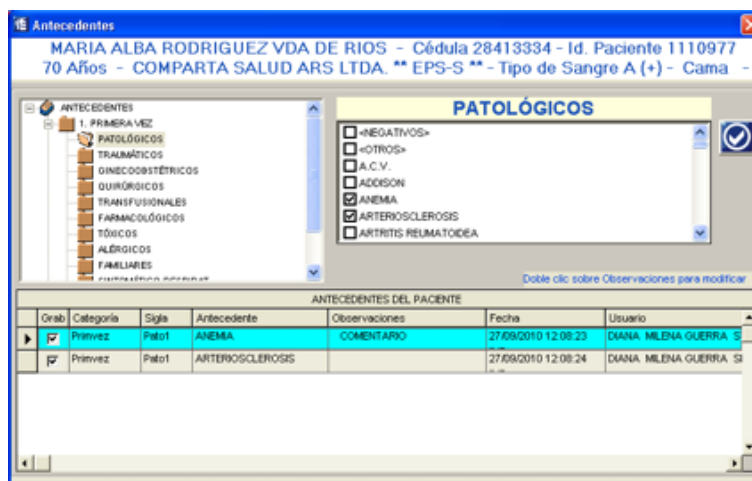 Antecedentes
MARIA ALBA RODRIGUEZ VDA DE RIOS - Cédula 28413334 - Id. Paciente 1110977
70 Años - COMPARTA SALUD ARS LTDA. ** EPS-S ** - Tipo de Sangre A (+) - Cama -
ANTECEDENTES
1. PRIMERA VEZ
PATOLÓGICOS
TRAUMÁTICOS
GINECOOBSTÉTRICOS
QUIRÚRGICOS
TRANSFUSIONALES
FARMACOLÓGICOS
TÓXICOS
ALÉRGICOS
FAMILIARES
PATOLÓGICOS
<NEGATIVOS>
<OTROS>
A.C.V.
ADDISON
ANEMIA
ARTERIOSCLEROSIS
ARTRITIS REUMATOIDEA
Doble clic sobre Observaciones para modificar
ANTECEDENTES DEL PACIENTE
Grab Categoría Sigla Antecedente Observaciones Fecha Usuario
Primvez Pato1 ANEMIA COMENTARIO 27/09/2010 12:08:23 DIANA MILENA GUERRA S
Primvez Pato1 ARTERIOSCLEROSIS 27/09/2010 12:08:24 DIANA MILENA GUERRA S